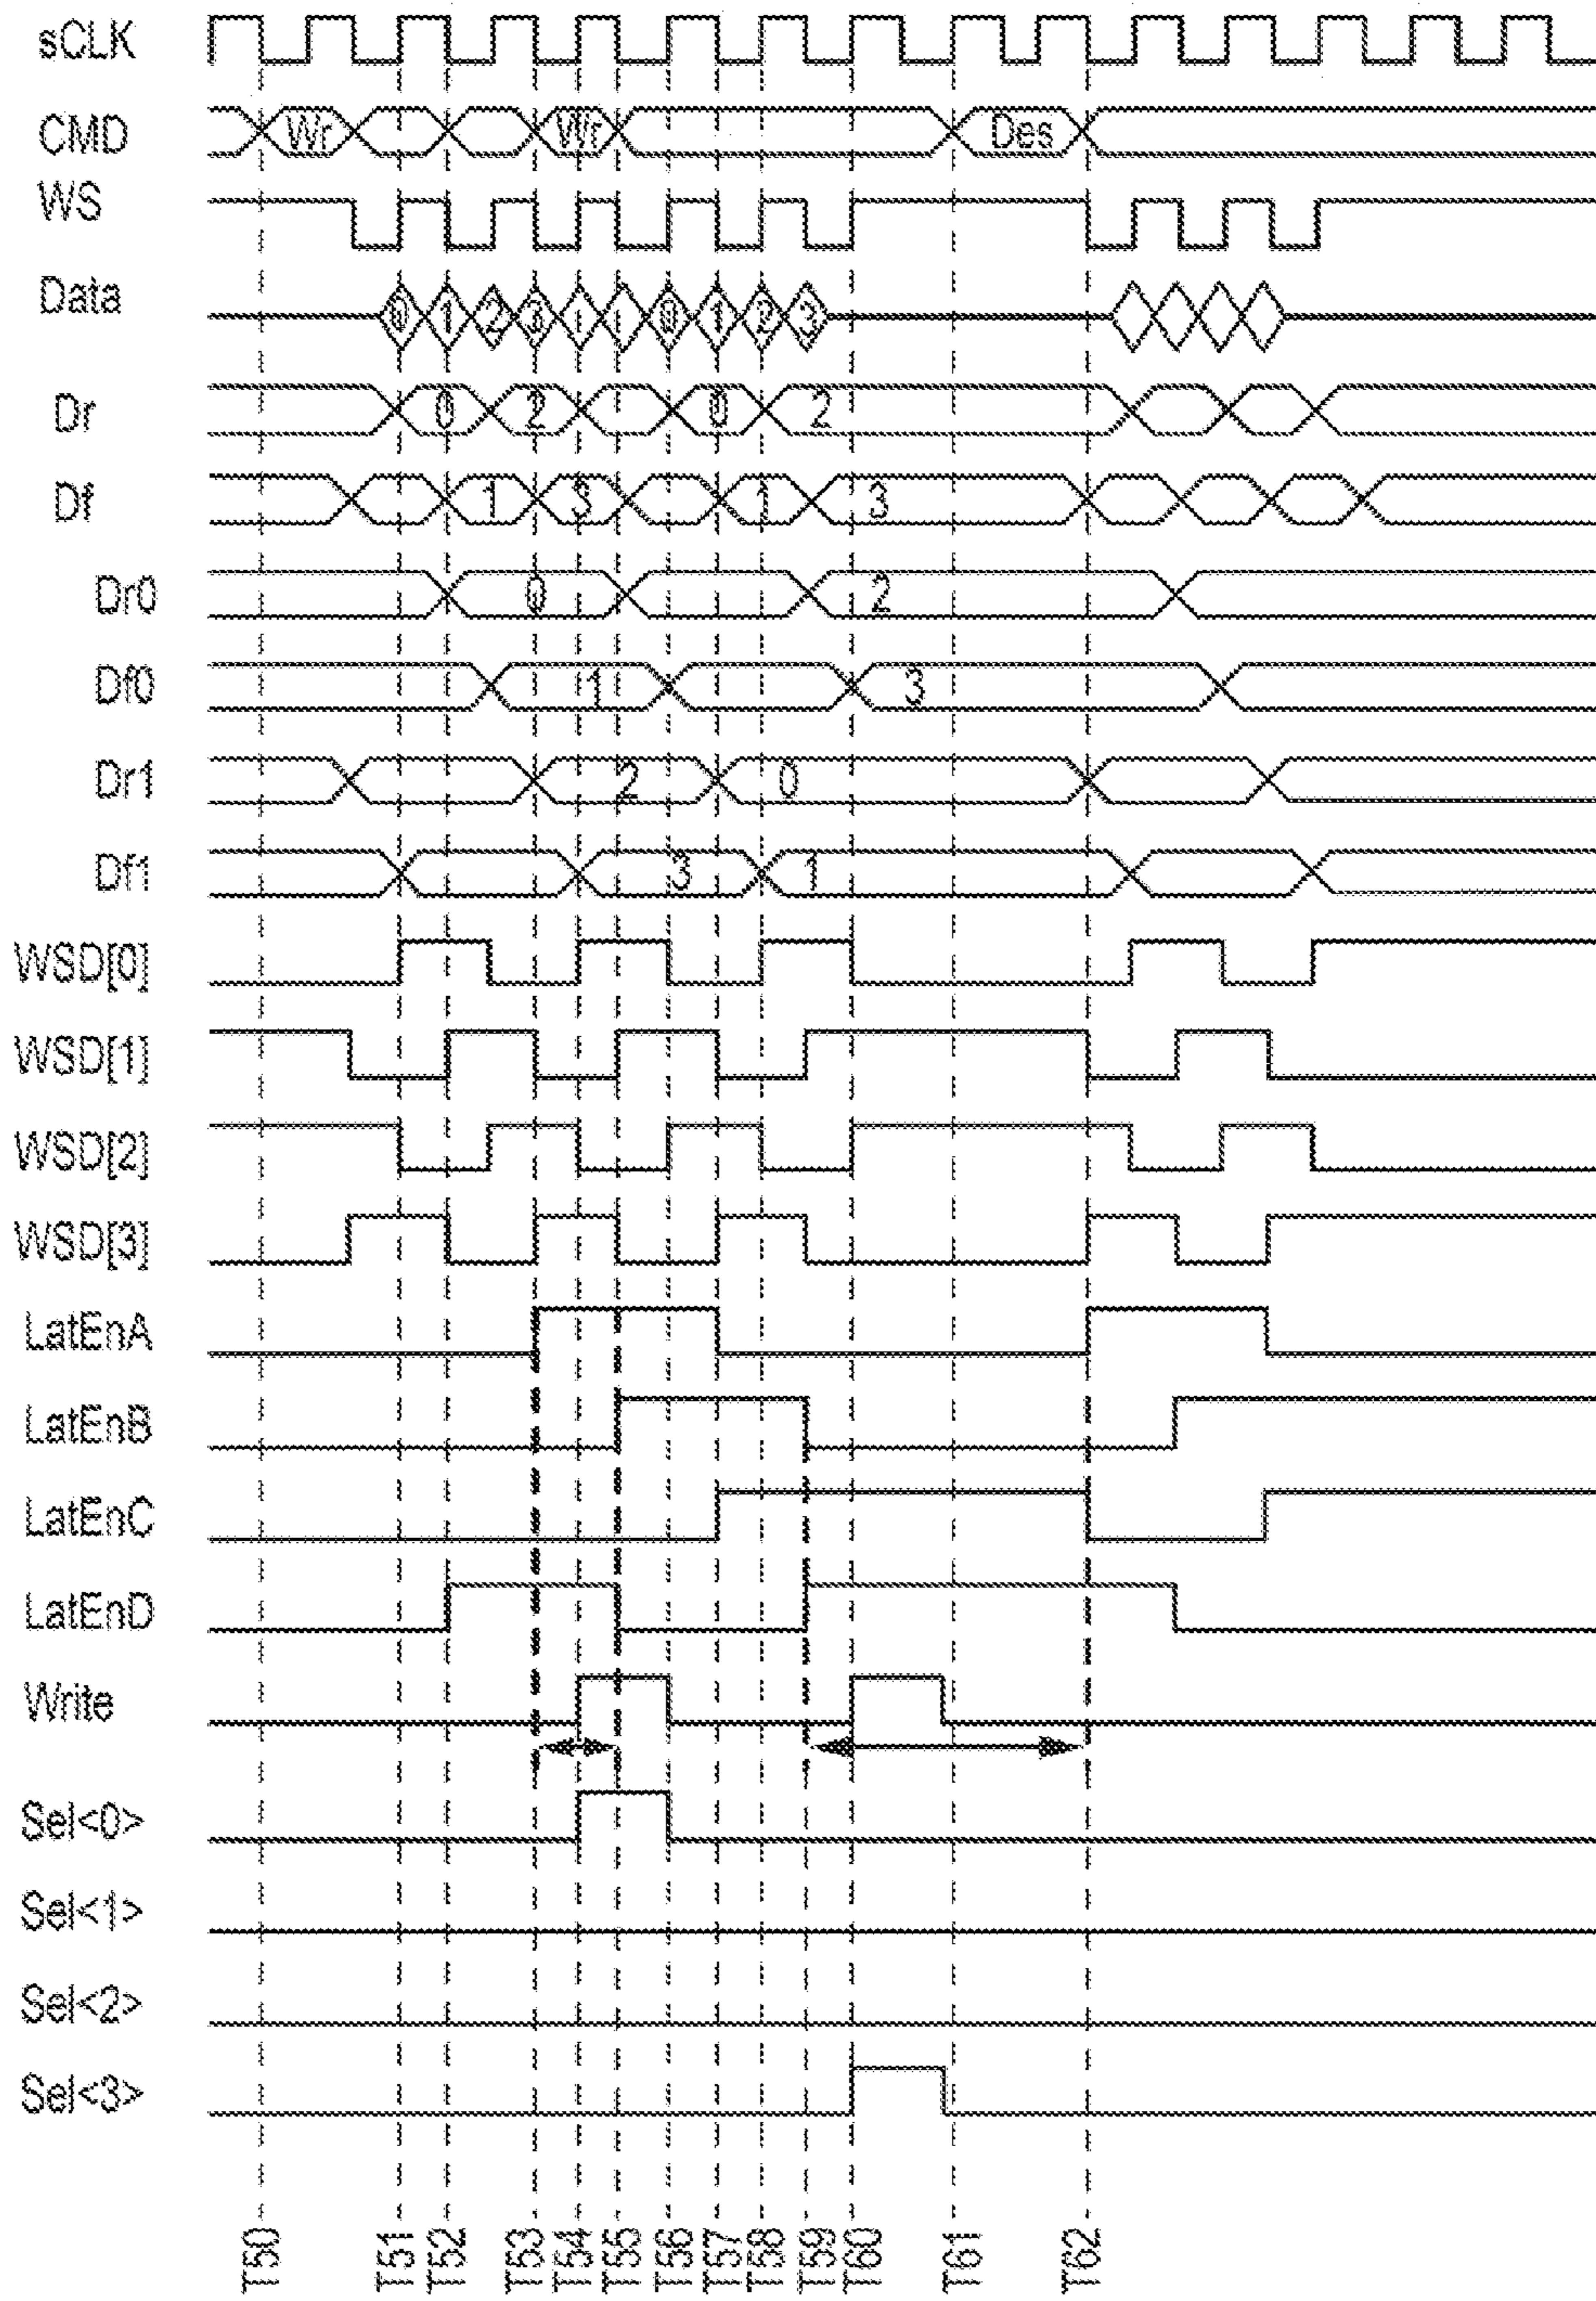 sCLK
CMD Wr Wr Des
WS
Data 0 1 2 3 0 1 2 3
Dr 0 2 0 2
Df 1 3 1 3
Dr0 0 2
Df0 1 3
Dr1 2 0
Df1 3 1
WSD[0]
WSD[1]
WSD[2]
WSD[3]
LatEnA
LatEnB
LatEnC
LatEnD
Write
Sel<0>
Sel<1>
Sel<2>
Sel<3>
T50 T51 T52 T53 T54 T55 T56 T57 T58 T59 T60 T61 T62